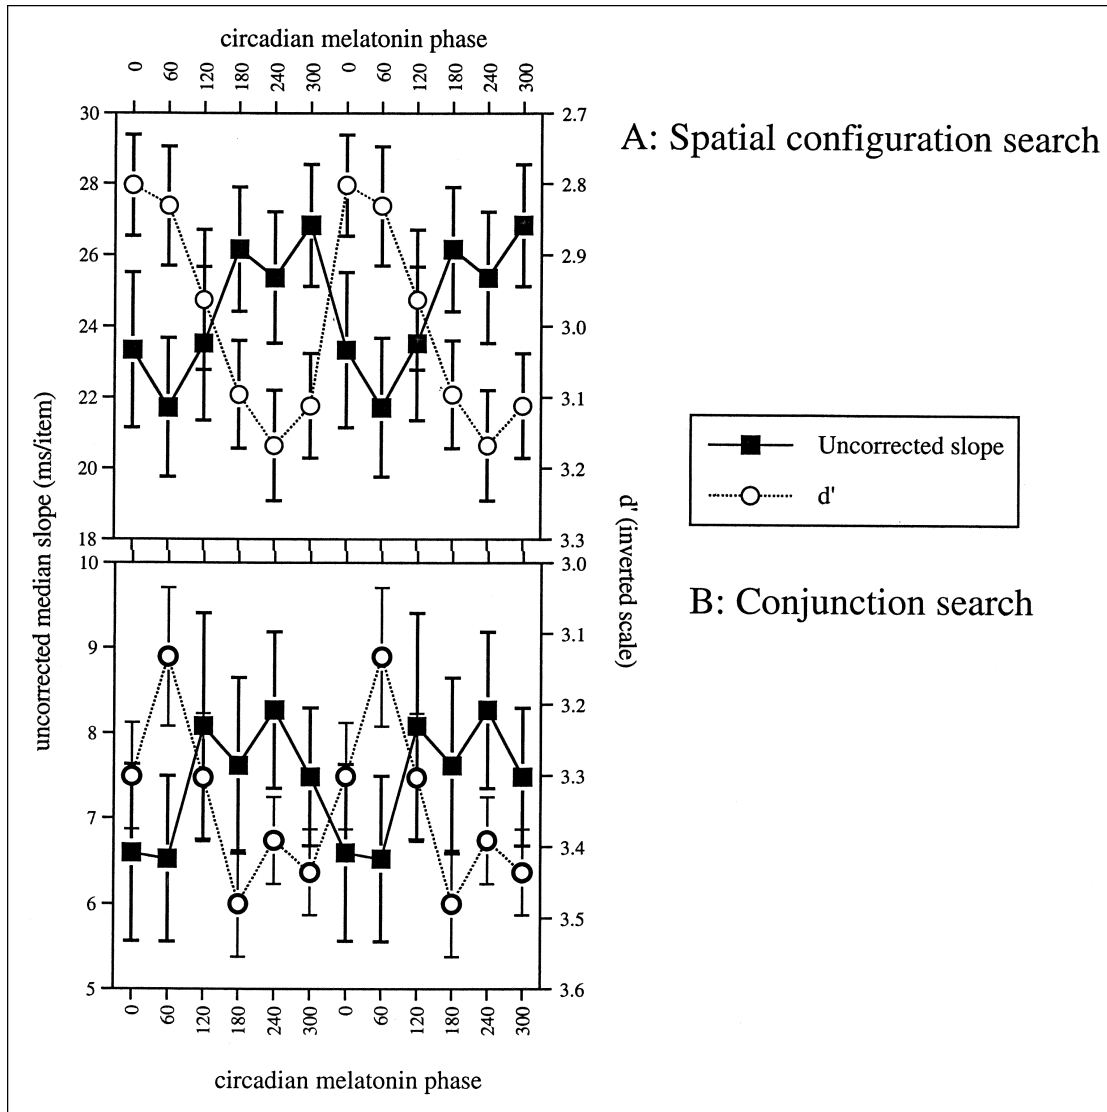 circadian melatonin phase
0 60 120 180 240 300 0 60 120 180 240 300
30
28
26
24
22
20
18
2.7
2.8
2.9
3.0
3.1
3.2
3.3
A: Spatial configuration search
Uncorrected slope
d'
uncorrected median slope (ms/item)
d' (inverted scale)
B: Conjunction search
10
9
8
7
6
5
3.0
3.1
3.2
3.3
3.4
3.5
3.6
0 60 120 180 240 300 0 60 120 180 240 300
circadian melatonin phase